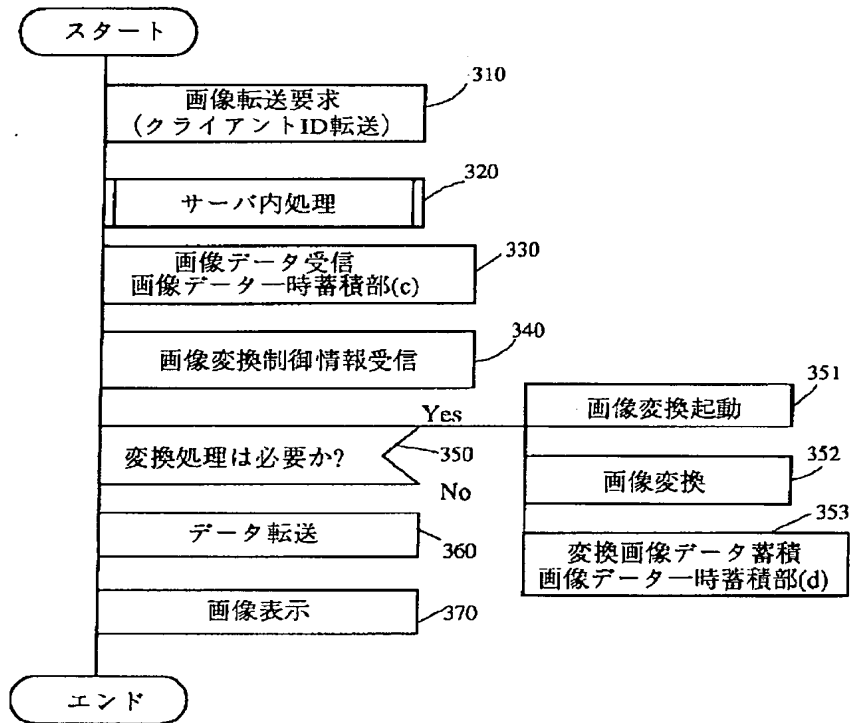 スタート
310
画像転送要求
(クライアントID転送)
320
サーバ内処理
330
画像データ受信
画像データ一時蓄積部(c)
340
画像変換制御情報受信
351
Yes
画像変換起動
変換処理は必要か?
350
352
No
画像変換
353
データ転送
360
変換画像データ蓄積
画像データ一時蓄積部(d)
画像表示
370
エンド